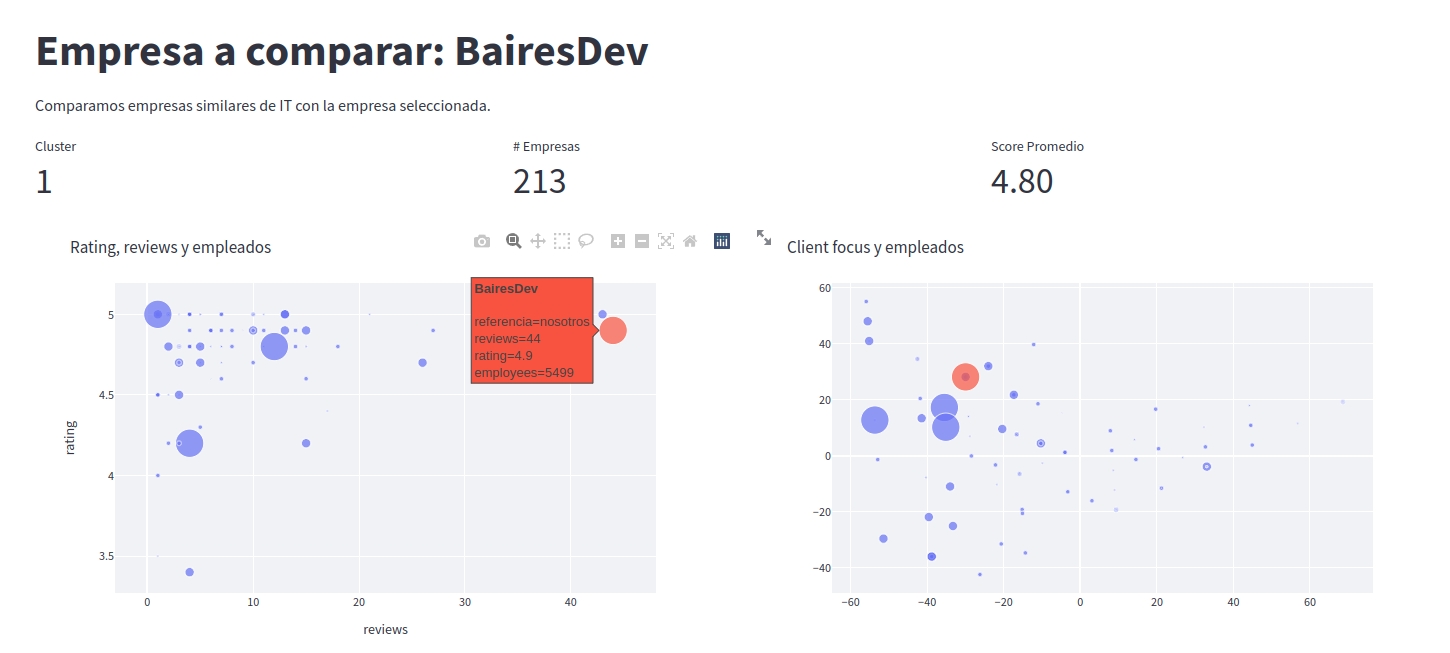 Empresa a comparar: BairesDev
Comparamos empresas similares de IT con la empresa seleccionada.
Cluster
1
# Empresas
213
Score Promedio
4.80
Rating, reviews y empleados
BairesDev
referencia=nosotros
reviews=44
rating=4.9
employees=5499
5
4.5
4
3.5
rating
0 10 20 30 40
reviews
Client focus y empleados
60
40
20
0
−20
−40
−60 −40 −20 0 20 40 60